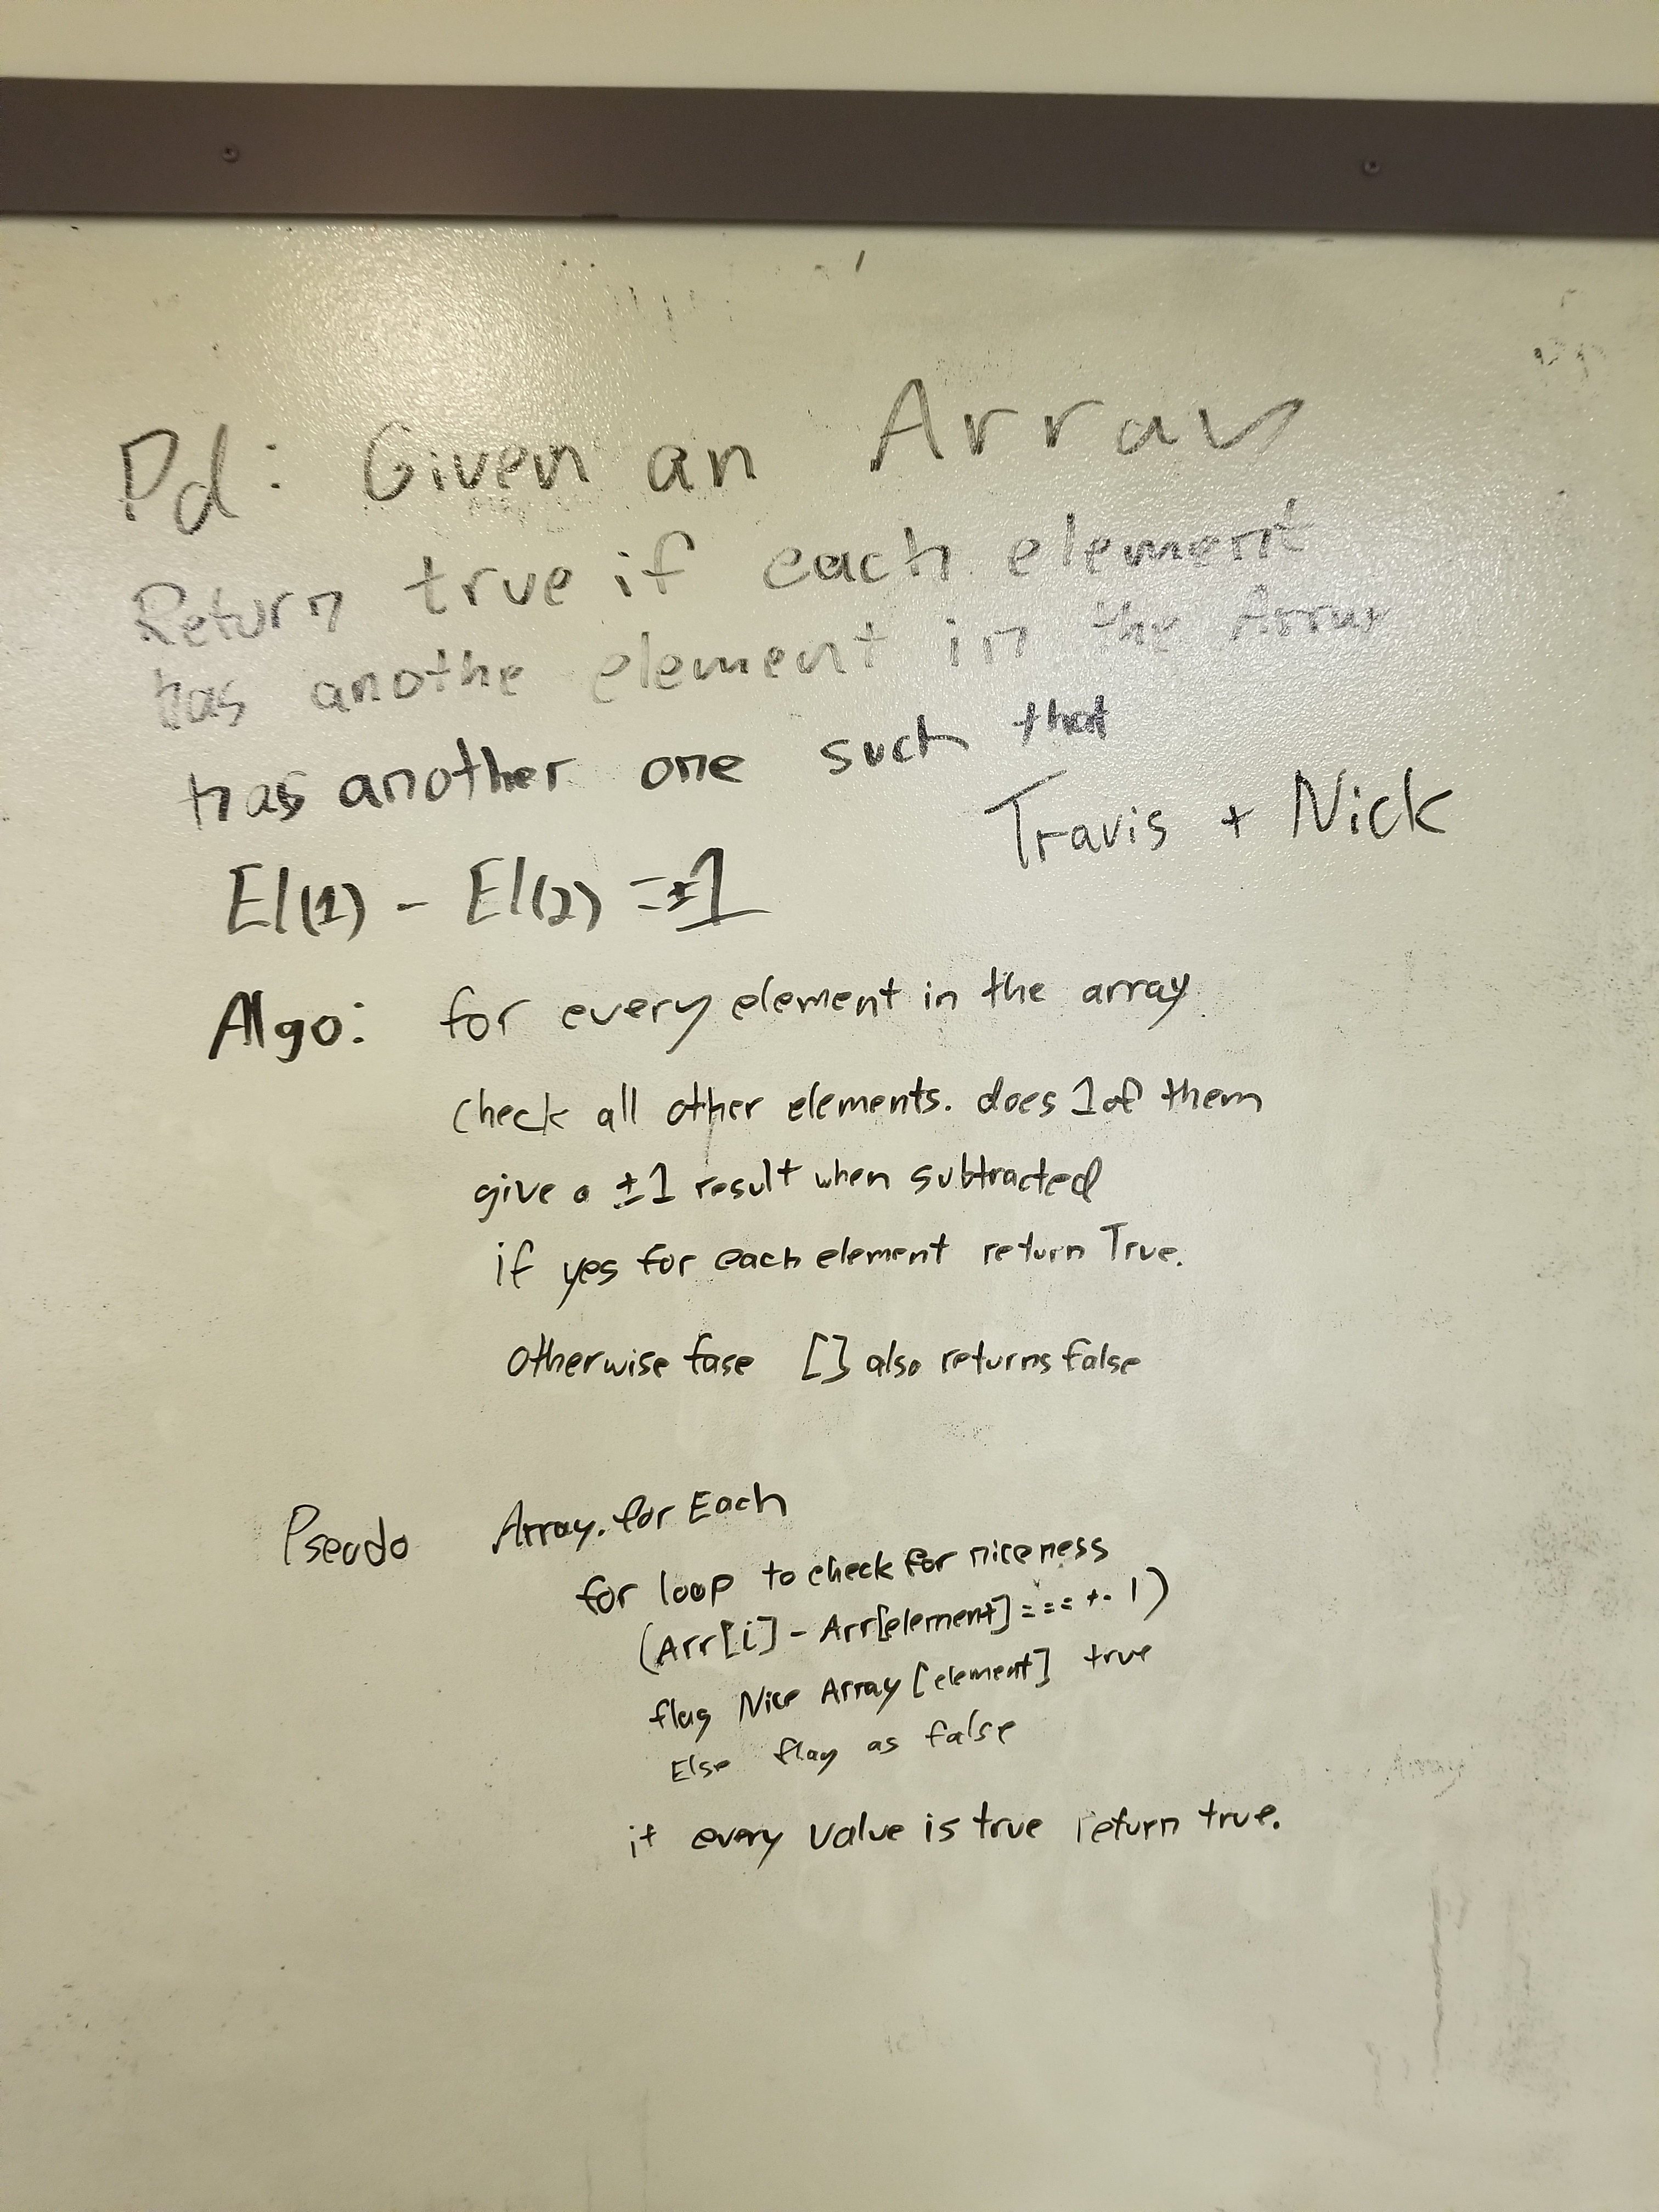 Pd: Given an Array
Return true if each element
has anothe element in the Array
has another one such that
Travis + Nick
El(1) - El(2) = ±1
Algo: for every element in the array
check all other elements. does 1 of them
give a ±1 result when subtracted
if yes for each element return True.
otherwise fase [] also returns false
Pseudo Array.for Each
for loop to check for niceness
(Arr[i] - Arr[element] === +- 1)
flag Nice Array [element] true
Else flag as false
if every value is true return true.
Array